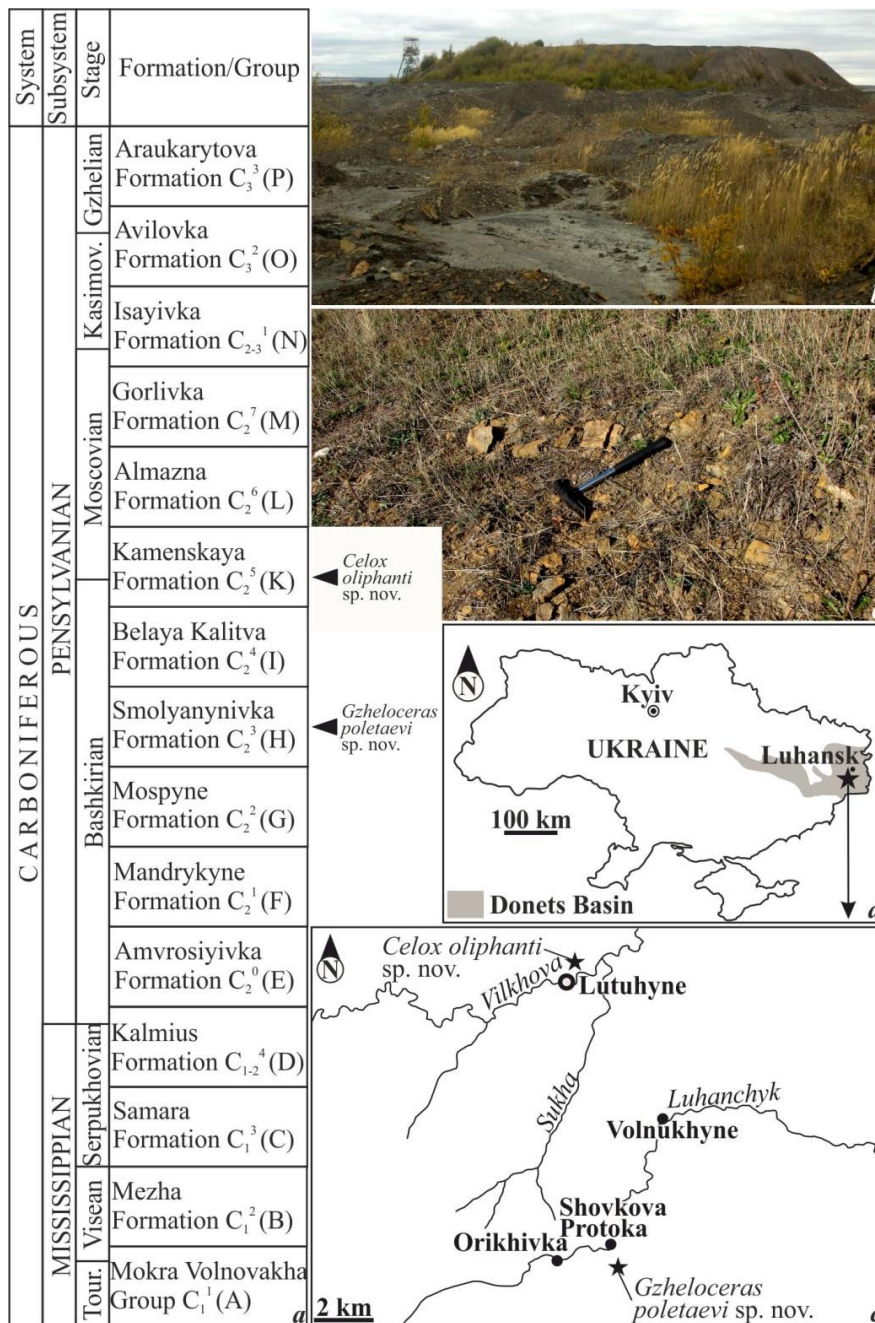 System
Subsystem
Stage
Formation/Group
CARBONIFEROUS
PENSYLVANIAN
MISSISSIPPIAN
Gzhelian
Kasimov.
Moscovian
Bashkirian
Serpukhovian
Visean
Tour.
Araukarytova
Formation C₃³(P)
Avilovka
Formation C₃²(O)
Isayivka
Formation C₂₋₃¹(N)
Gorlivka
Formation C₂⁷(M)
Almazna
Formation C₂⁶(L)
Kamenskaya
Formation C₂⁵(K)
Belaya Kalitva
Formation C₂⁴(I)
Smolyanynivka
Formation C₂³(H)
Mospyne
Formation C₂²(G)
Mandrykyne
Formation C₂¹(F)
Amvrosiyivka
Formation C₂⁰(E)
Kalmius
Formation C₁₋₂⁴(D)
Samara
Formation C₁³(C)
Mezha
Formation C₁²(B)
Mokra Volnovakha
Group C₁¹(A)
a
Celox
oliphanti
sp. nov.
Gzheloceras
poletaevi
sp. nov.
N
Kyiv
UKRAINE
Luhansk
100 km
Donets Basin
N
Celox oliphanti
sp. nov.
Vilkhova
Lutuhyne
Sukha
Luhanchyk
Volnukhyne
Shovkova
Protoka
Orikhivka
2 km
Gzheloceras
poletaevi sp. nov.